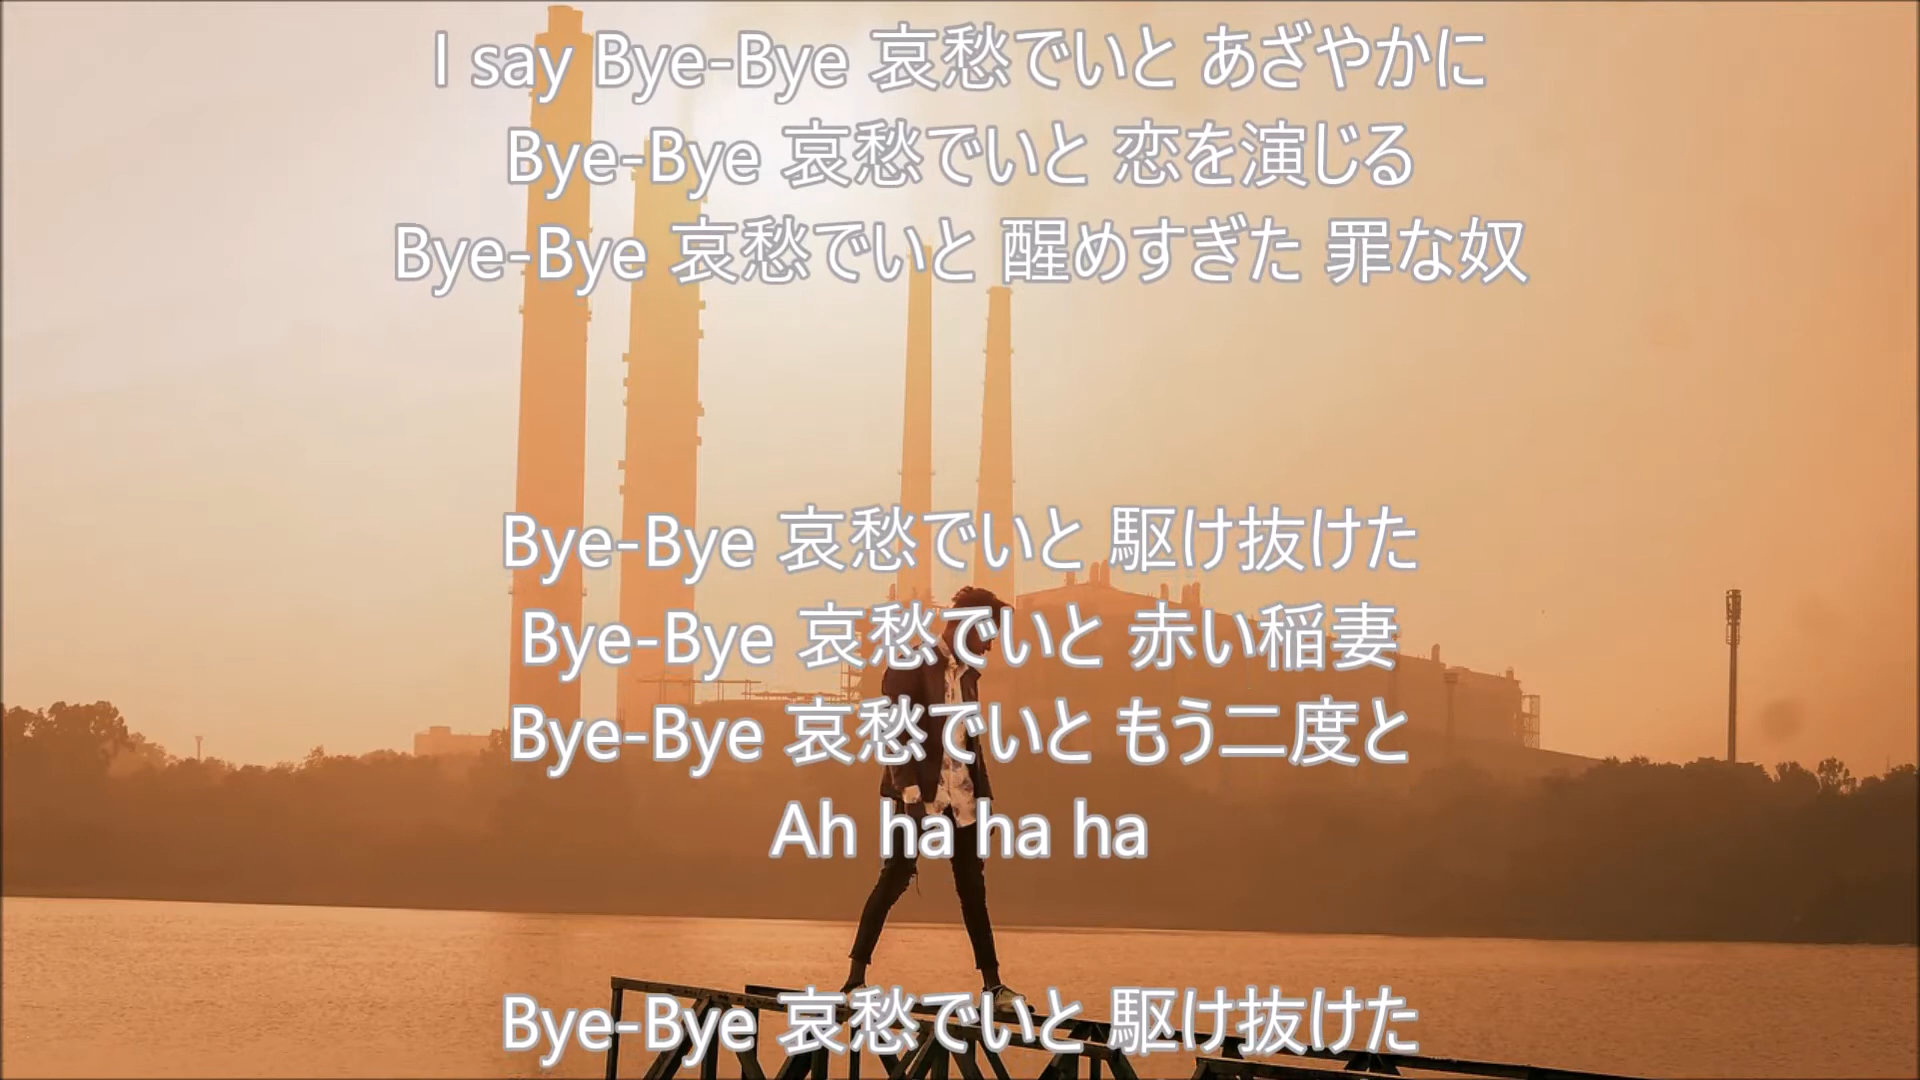 I say Bye-Bye 哀愁でいと あざやかに
Bye-Bye 哀愁でいと 恋を演じる
Bye-Bye 哀愁でいと 醒めすぎた 罪な奴
Bye-Bye 哀愁でいと 駆け抜けた
Bye-Bye 哀愁でいと 赤い稲妻
Bye-Bye 哀愁でいと もう二度と
Ah ha ha ha
Bye-Bye 哀愁でいと 駆け抜けた